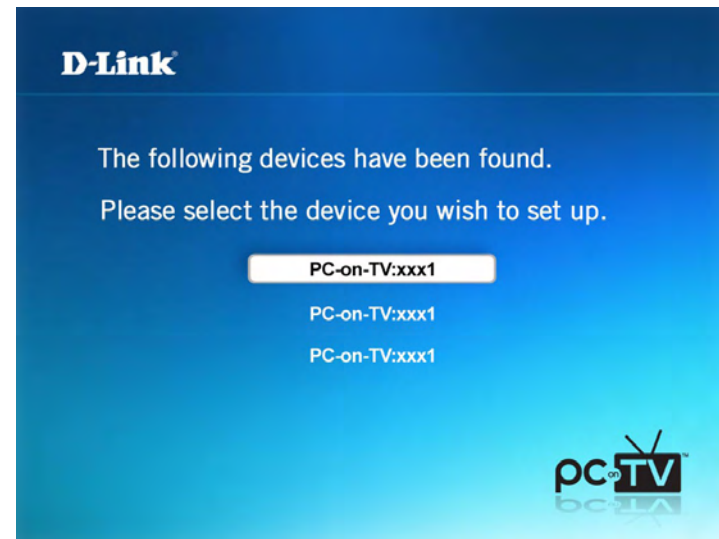 D-Link®
The following devices have been found.
Please select the device you wish to set up.
PC-on-TV:xxx1
PC-on-TV:xxx1
PC-on-TV:xxx1
PC on TV™